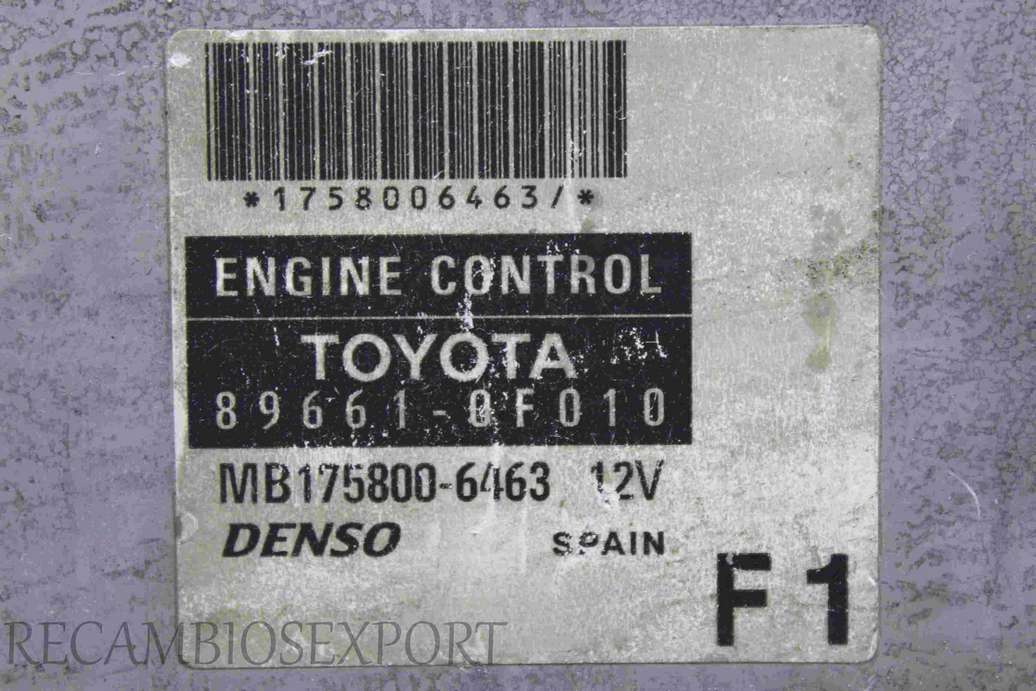 *1758006463/*
ENGINE CONTROL
TOYOTA
89661-0F010
MB175800-6463 12V
DENSO SPAIN
F1
RECAMBIOSEXPORT